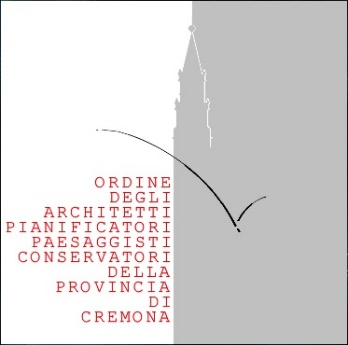 ORDINE
DEGLI
ARCHITETTI
PIANIFICATORI
PAESAGGISTI
CONSERVATORI
DELLA
PROVINCIA
DI
CREMONA